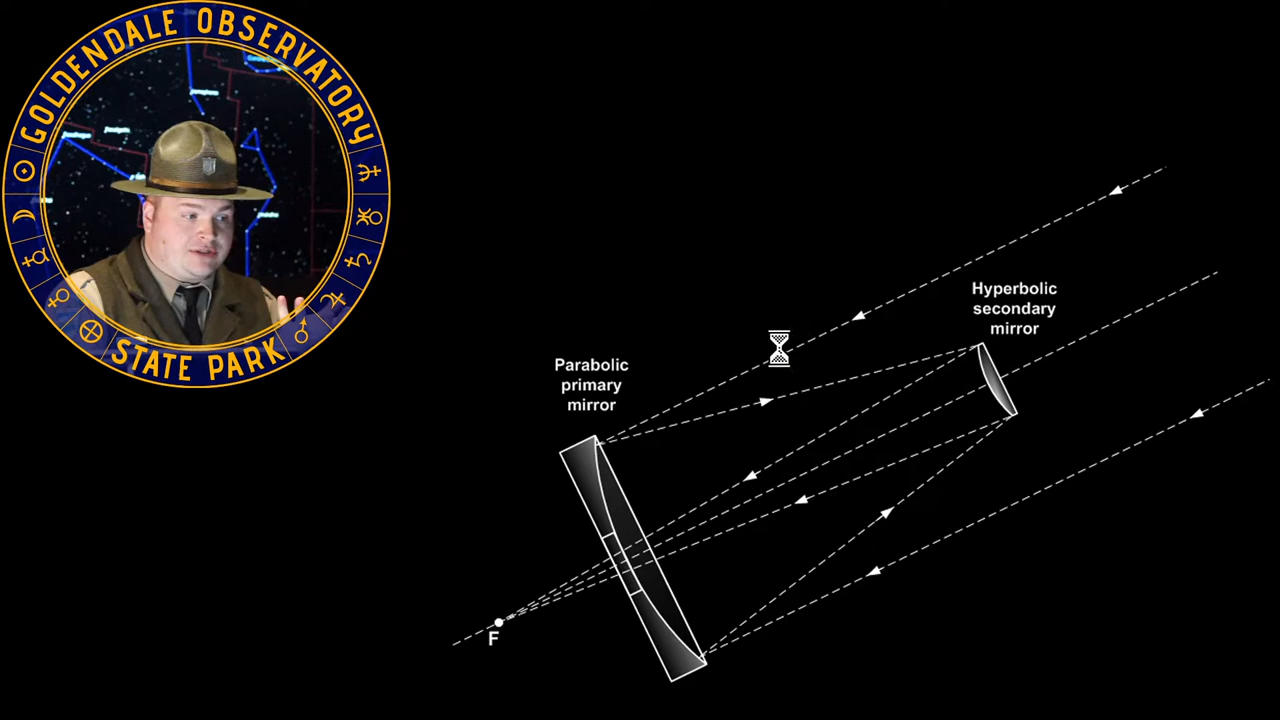 GOLDENDALE OBSERVATORY
STATE PARK
Parabolic
primary
mirror
Hyperbolic
secondary
mirror
F